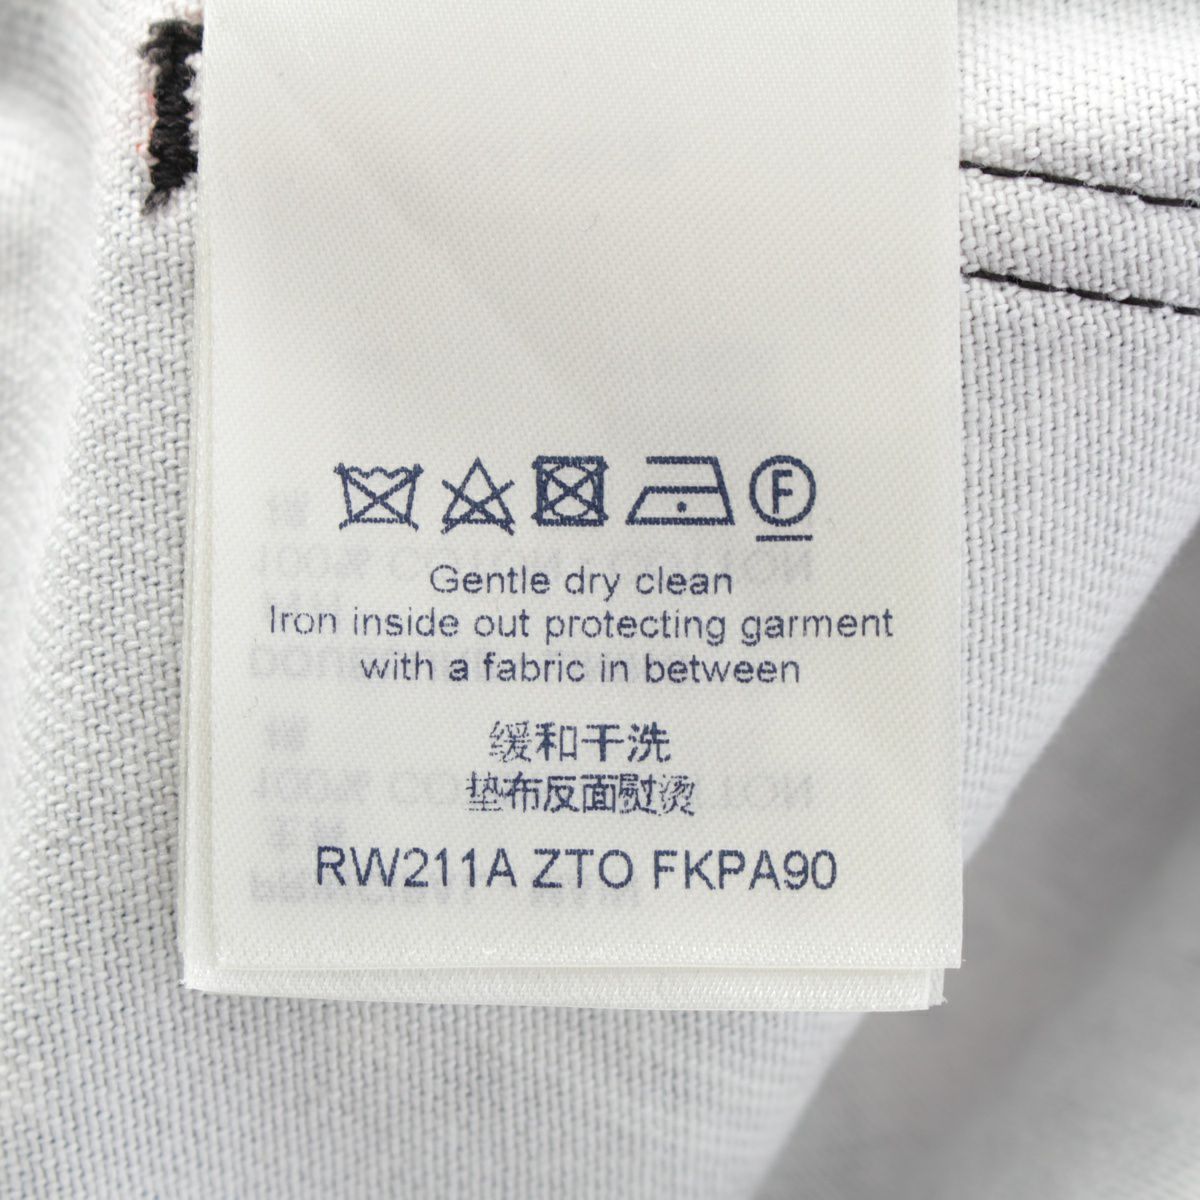 F
Gentle dry clean
Iron inside out protecting garment
with a fabric in between
缓和干洗
垫布反面熨烫
RW211A ZTO FKPA90